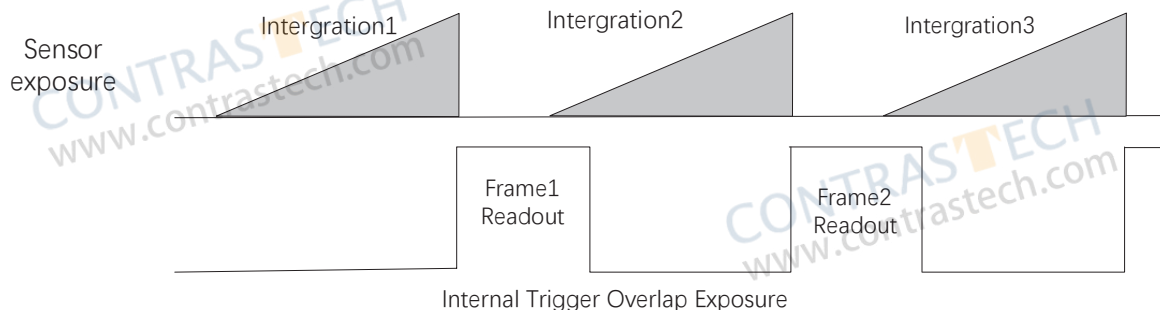 Intergration1
Intergration2
Intergration3
Sensor
exposure
CONTRASTECH
www.contrastech.com
Frame1
Readout
Frame2
Readout
CONTRASTECH
www.contrastech.com
Internal Trigger Overlap Exposure